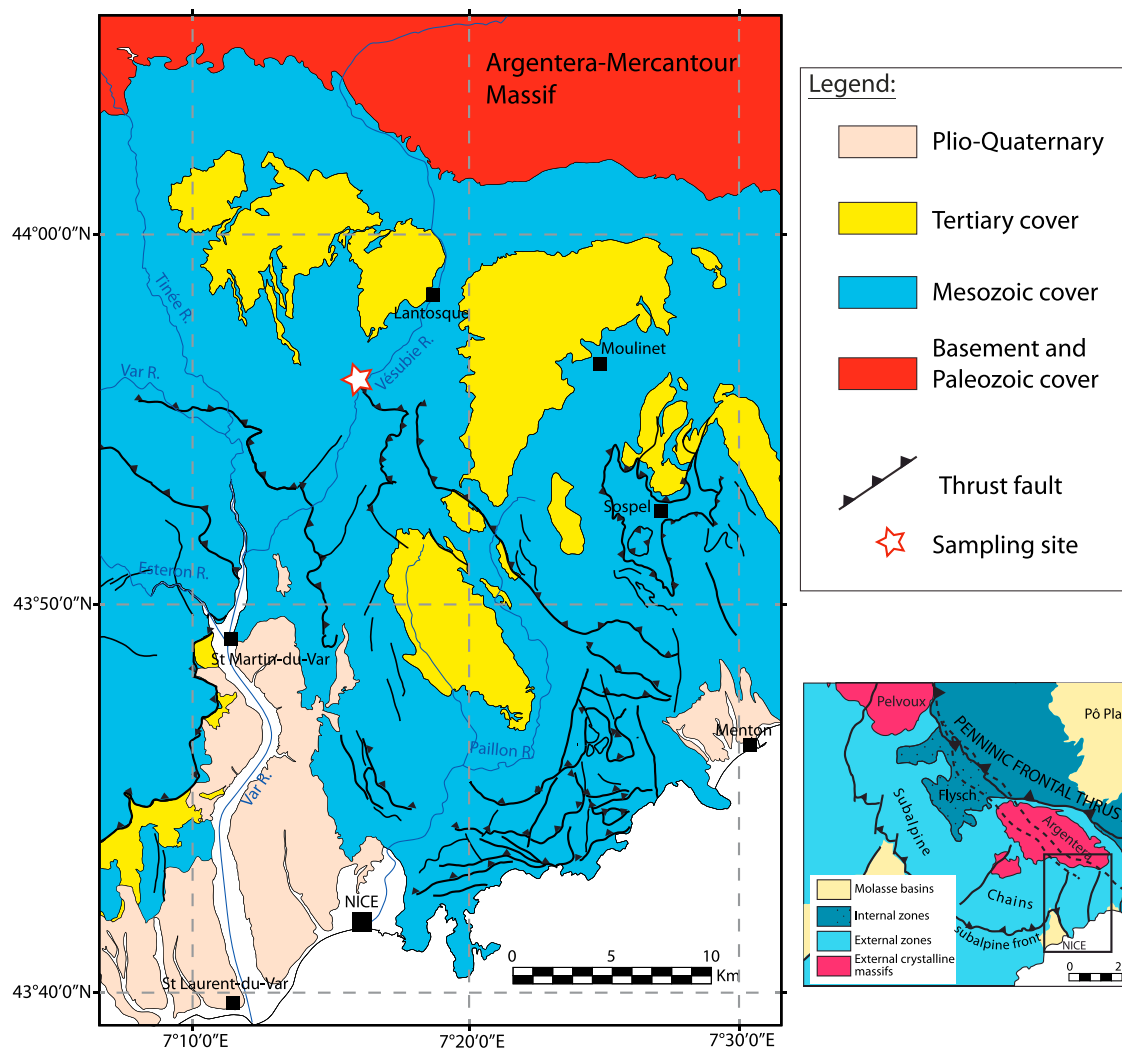 Argentera-Mercantour
Massif
44°00'0"N
Tinée R.
Lantosque
Vésubie R.
Moulinet
Var R.
Sospel
Esteron R.
43°50'0"N
St Martin-du-Var
Menton
Paillon R.
Var R.
NICE
0 5 10
Km
St Laurent-du-Var
43°40'0"N
7°10'0"E
7°20'0"E
7°30'0"E
Legend:
Plio-Quaternary
Tertiary cover
Mesozoic cover
Basement and
Paleozoic cover
Thrust fault
Sampling site
Pelvoux
Pô Pla
PENNINIC FRONTAL THRUS
Flysch
Subalpine
Argentera
Chains
subalpine front
NICE
Molasse basins
Internal zones
External zones
External crystalline
massifs
0 2